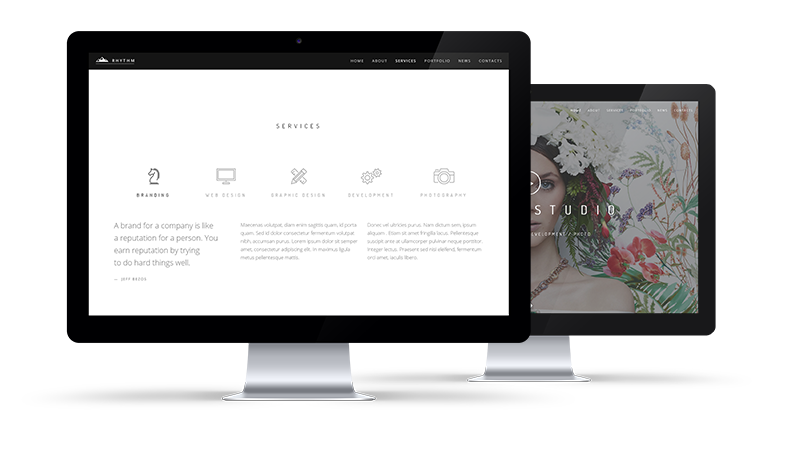 RHYTHM
HOME ABOUT SERVICES PORTFOLIO NEWS CONTACTS
SERVICES
BRANDING WEB DESIGN GRAPHIC DESIGN DEVELOPMENT PHOTOGRAPHY
A brand for a company is like
a reputation for a person. You
earn reputation by trying
to do hard things well.
— JEFF BEZOS
Maecenas volutpat, diam enim sagittis quam, id porta
quam. Sed id dolor consectetur fermentum volutpat
nibh, accumsan purus. Lorem ipsum dolor sit semper
amet, consectetur adipiscing elit. In maximus ligula
metus pellentesque mattis.
Donec vel ultricies purus. Nam dictum sem, ipsum
aliquam . Etiam sit amet fringilla lacus. Pellentesque
suscipit ante at ullamcorper pulvinar neque porttitor.
Integer lectus. Praesent sed nisi eleifend, fermentum
orci amet, iaculis libero.
HOME ABOUT SERVICES PORTFOLIO NEWS CONTACTS
STUDIO
DEVELOPMENT / PHOTO